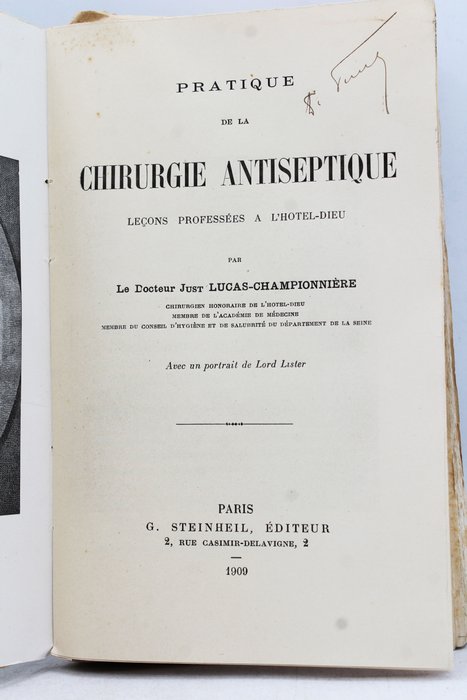 PRATIQUE
DE LA
CHIRURGIE ANTISEPTIQUE
LEÇONS PROFESSÉES A L'HOTEL-DIEU
PAR
Le Docteur Just LUCAS-CHAMPIONNIÈRE
CHIRURGIEN HONORAIRE DE L'HOTEL-DIEU
MEMBRE DE L'ACADÉMIE DE MÉDECINE
MEMBRE DU CONSEIL D'HYGIÈNE ET DE SALUBRITÉ DU DÉPARTEMENT DE LA SEINE
Avec un portrait de Lord Lister
PARIS
G. STEINHEIL, ÉDITEUR
2, RUE CASIMIR-DELAVIGNE, 2
1909